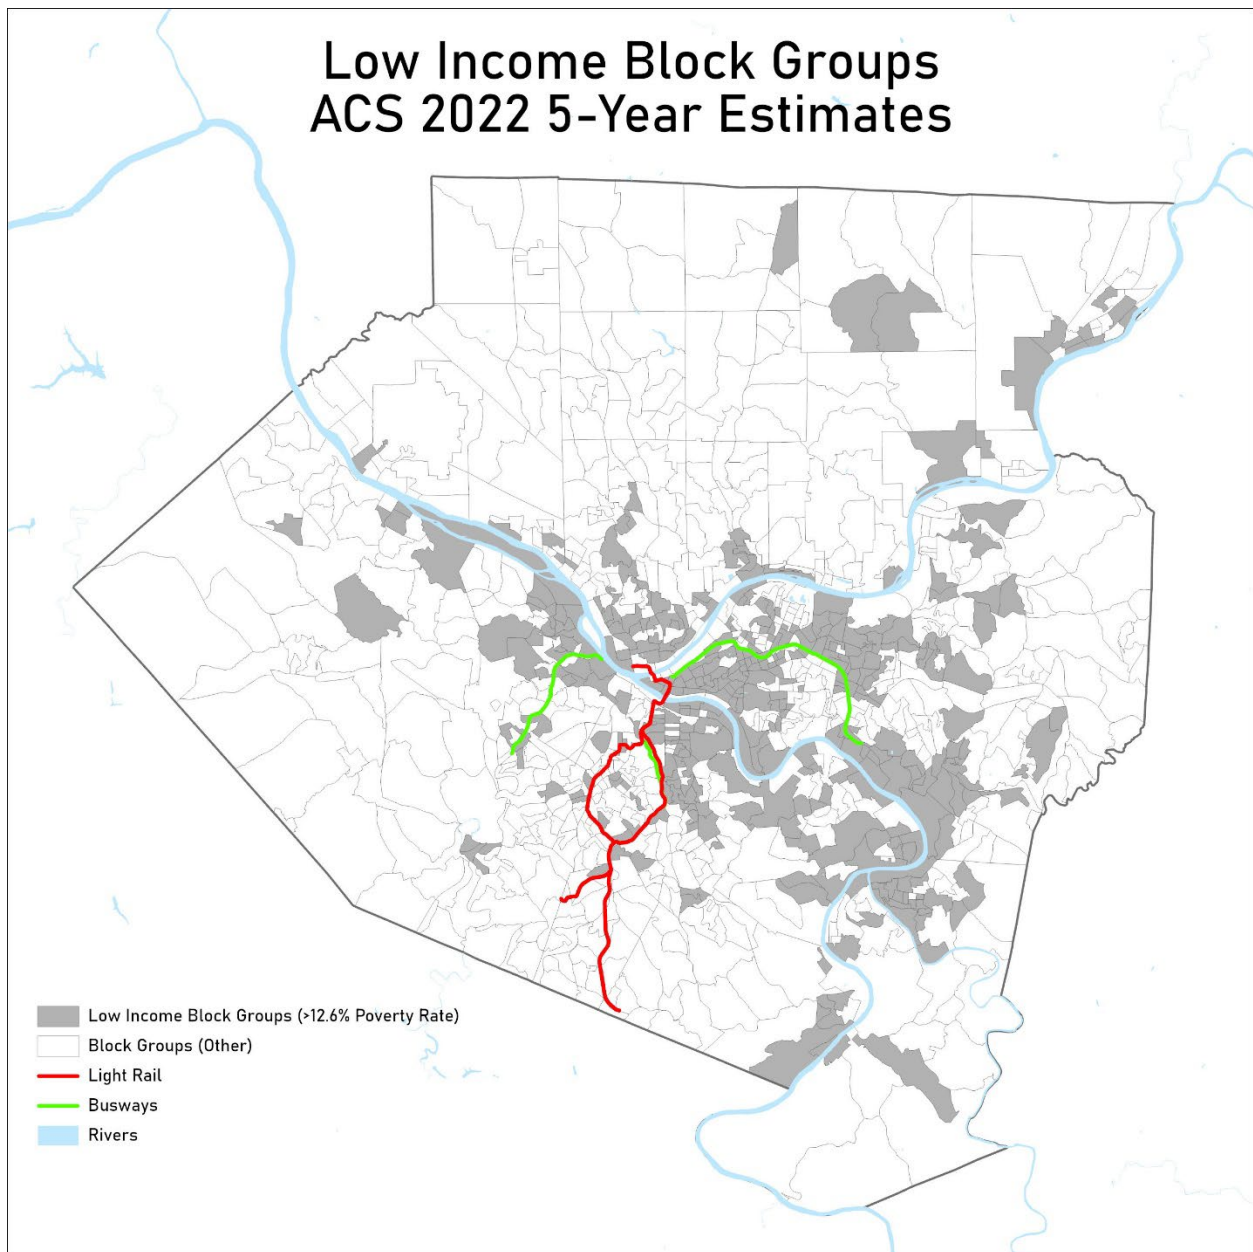 Low Income Block Groups
ACS 2022 5-Year Estimates
Low Income Block Groups (>12.6% Poverty Rate)
Block Groups (Other)
Light Rail
Busways
Rivers